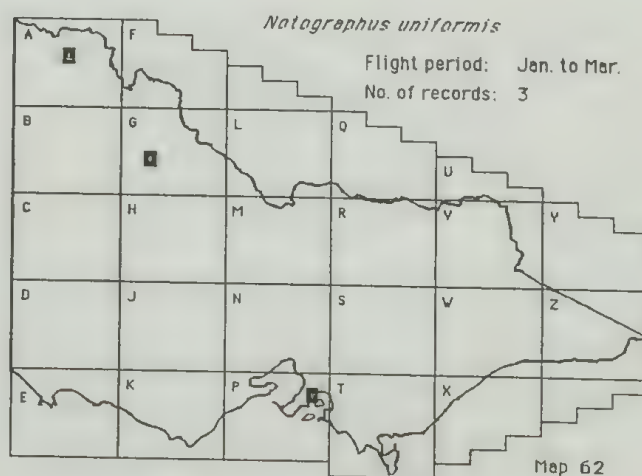 Notographus uniformis
Flight period: Jan. to Mar.
No. of records: 3
A F
B G L Q
U
C H M R V Y
D J N S W Z
E K P T X
Map 62